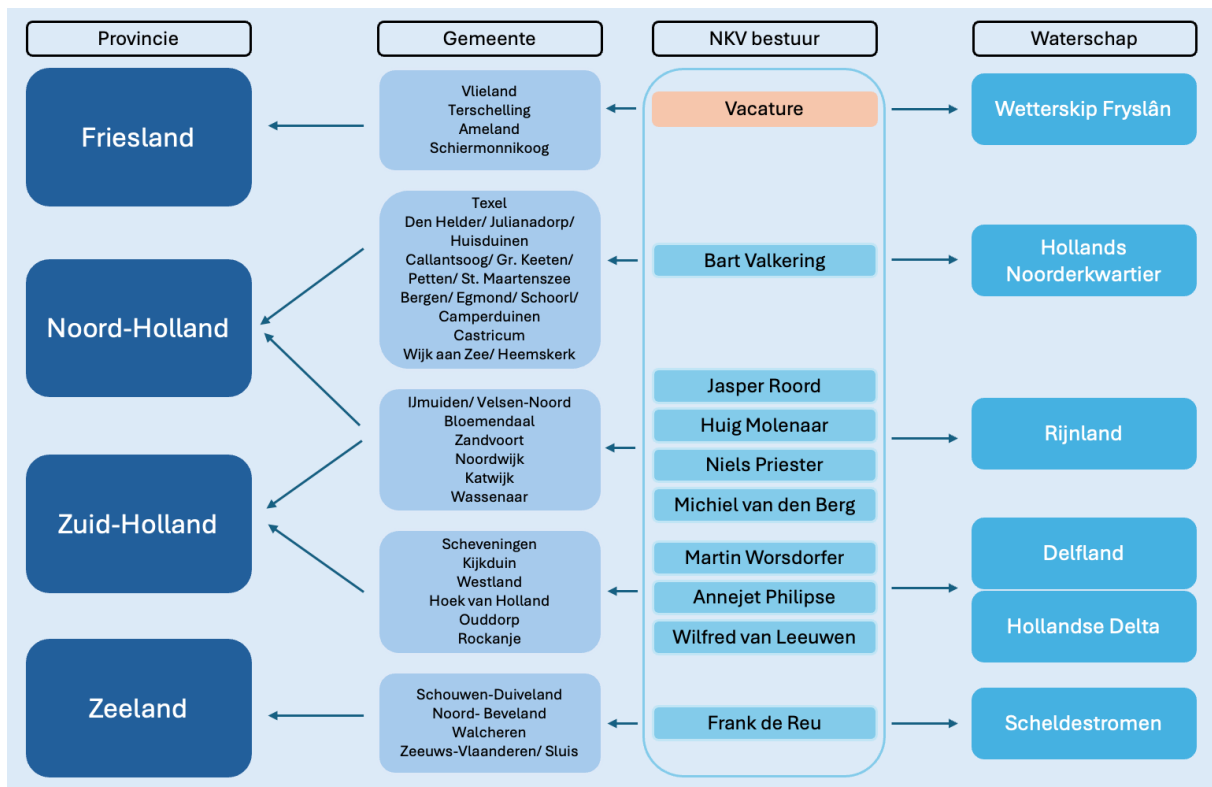 Provincie
Gemeente
NKV bestuur
Waterschap
Friesland
Vlieland
Terschelling
Ameland
Schiermonnikoog
Vacature
Wetterskip Fryslân
Noord-Holland
Texel
Den Helder/ Julianadorp/
Huisduinen
Callantsoog/ Gr. Keeten/
Petten/ St. Maartenszee
Bergen/ Egmond/ Schoorl/
Camperduinen
Castricum
Wijk aan Zee/ Heemskerk
Bart Valkering
Hollands
Noorderkwartier
IJmuiden/ Velsen-Noord
Bloemendaal
Zandvoort
Noordwijk
Katwijk
Wassenaar
Jasper Roord
Huig Molenaar
Niels Priester
Michiel van den Berg
Rijnland
Zuid-Holland
Scheveningen
Kijkduin
Westland
Hoek van Holland
Ouddorp
Rockanje
Martin Worsdorfer
Annejet Philipse
Wilfred van Leeuwen
Delfland
Hollandse Delta
Zeeland
Schouwen-Duiveland
Noord- Beveland
Walcheren
Zeeuws-Vlaanderen/ Sluis
Frank de Reu
Scheldestromen